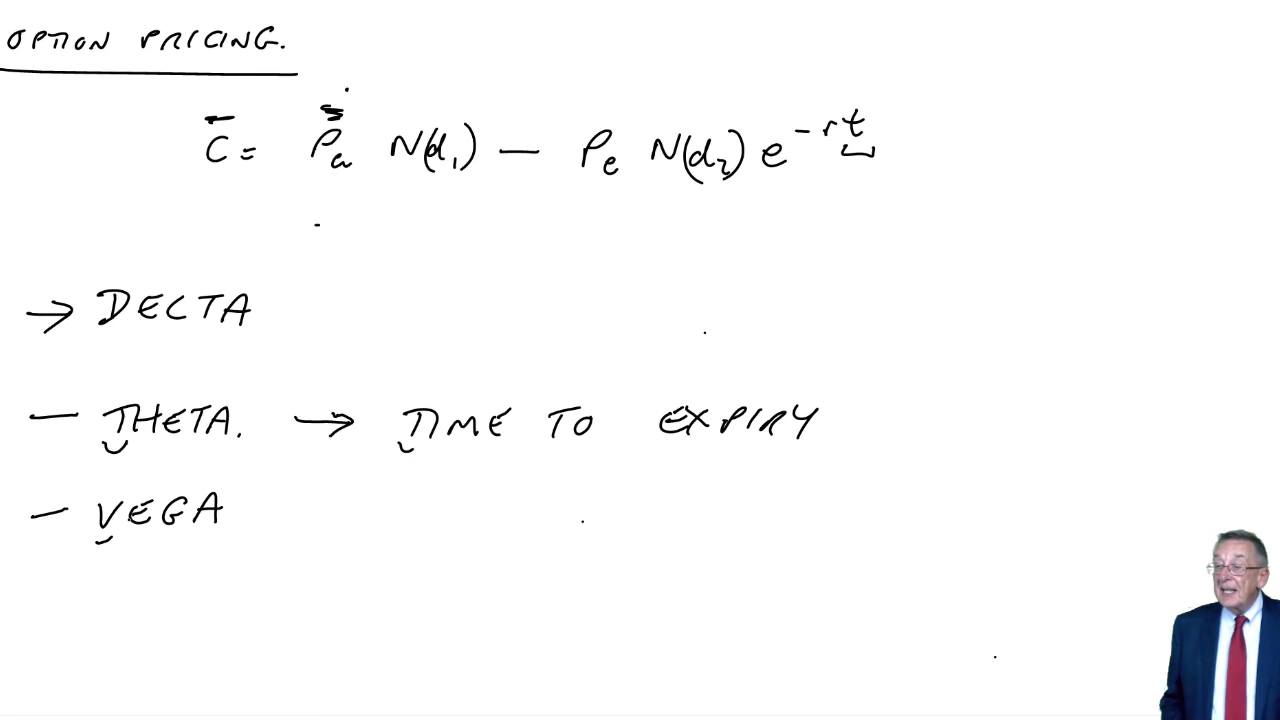 OPTION PRICING.
C = Pa N(d1) — Pe N(d2) e^-rt
→ DELTA
— THETA. → TIME TO EXPIRY
— VEGA